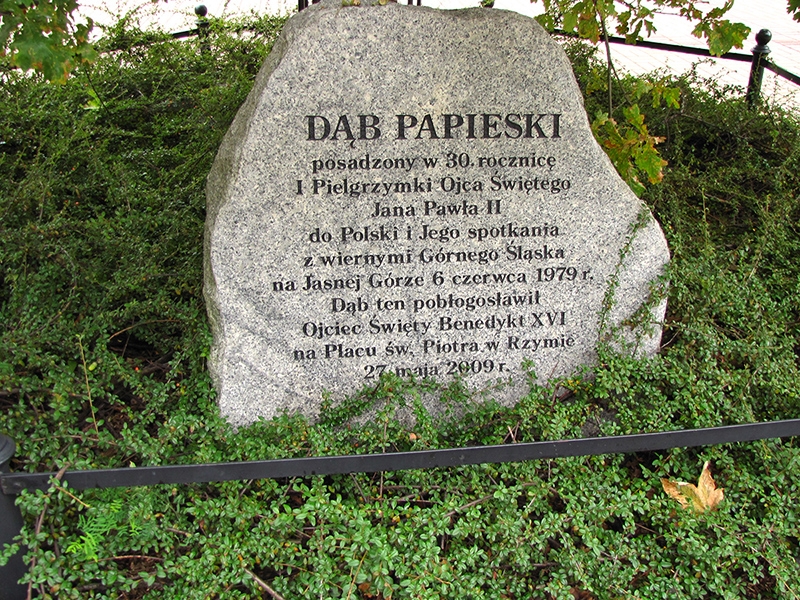 DĄB PAPIESKI
posadzony w 30. rocznicę
I Pielgrzymki Ojca Świętego
Jana Pawła II
do Polski i Jego spotkania
z wiernymi Górnego Śląska
na Jasnej Górze 6 czerwca 1979 r.
Dąb ten pobłogosławił
Ojciec Święty Benedykt XVI
na Placu św. Piotra w Rzymie
27 maja 2009 r.